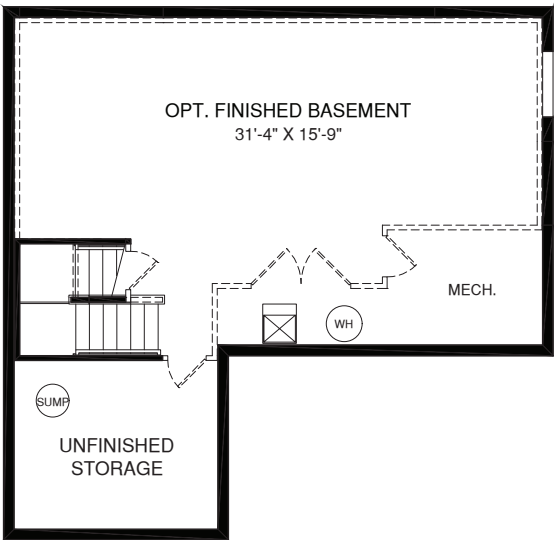 OPT. FINISHED BASEMENT
31'-4" X 15'-9"
MECH.
WH
SUMP
UNFINISHED
STORAGE